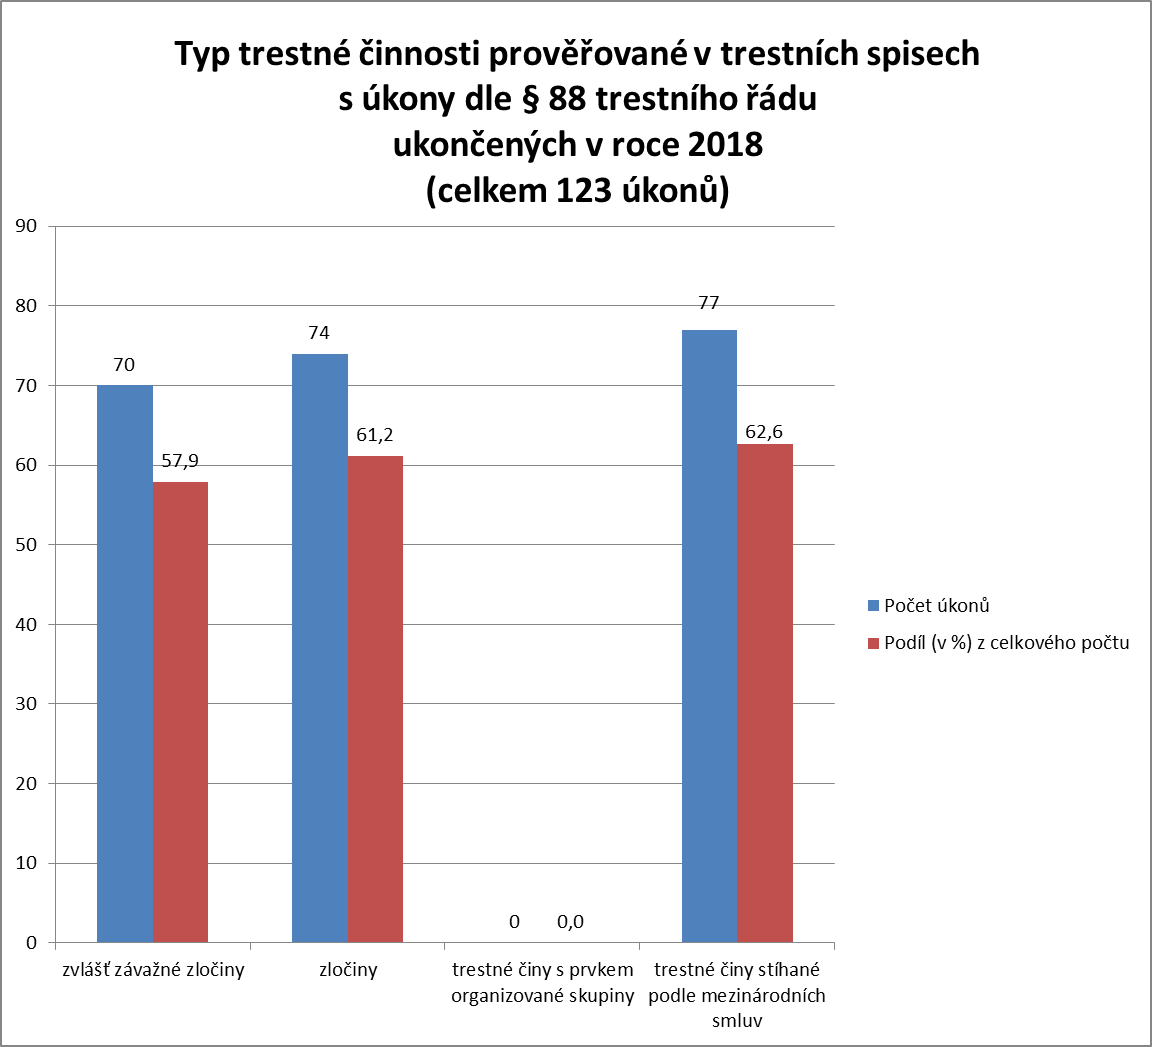 Typ trestné činnosti prověřované v trestních spisech
s úkony dle § 88 trestního řádu
ukončených v roce 2018
(celkem 123 úkonů)
90
80
70
60
50
40
30
20
10
0
70
57,9
74
61,2
0
0,0
77
62,6
zvlášť závažné zločiny
zločiny
trestné činy s prvkem
organizované skupiny
trestné činy stíhané
podle mezinárodních
smluv
Počet úkonů
Podíl (v %) z celkového počtu